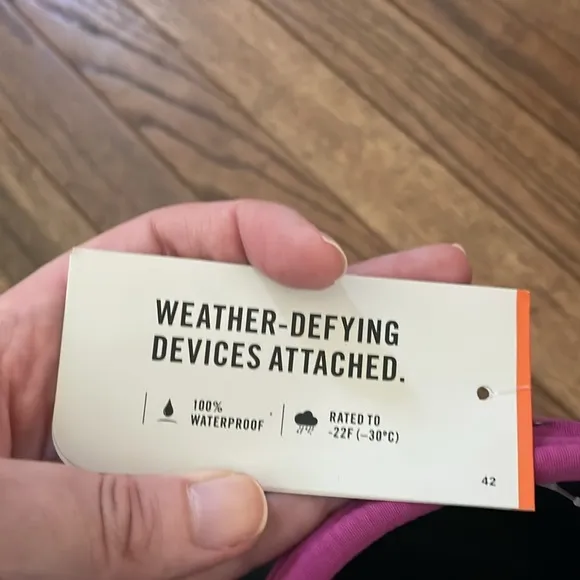 WEATHER-DEFYING
DEVICES ATTACHED.
100%
WATERPROOF
RATED TO
-22F (-30°C)
42